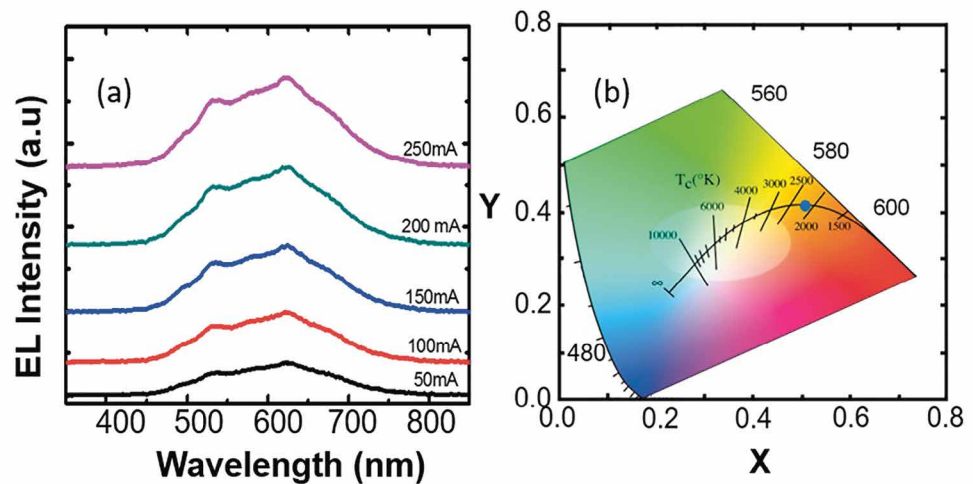 EL Intensity (a.u)
(a)
250mA
200 mA
150mA
100mA
50mA
400 500 600 700 800
Wavelength (nm)
Y
0.8
0.6
0.4
0.2
0.0
(b)
560
580
600
480
Tc(°K)
∞
10000
6000
4000
3000
2500
2000
1500
0.0 0.2 0.4 0.6 0.8
X